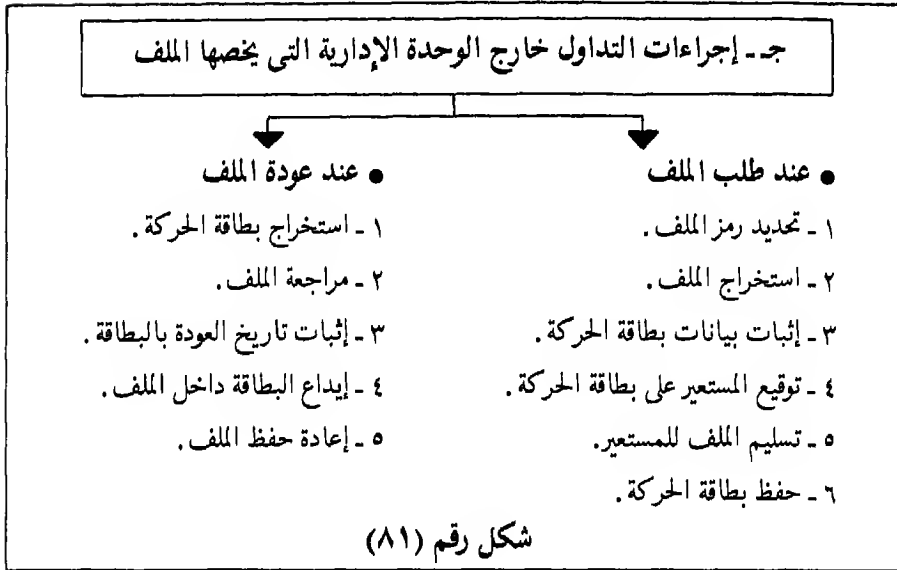 جـ ـ إجراءات التداول خارج الوحدة الإدارية التى يخصها الملف
● عند طلب الملف
١ ـ تحديد رمز الملف .
٢ ـ استخراج الملف .
٣ ـ إثبات بيانات بطاقة الحركة .
٤ ـ توقيع المستعير على بطاقة الحركة .
٥ ـ تسليم الملف للمستعير.
٦ ـ حفظ بطاقة الحركة .
● عند عودة الملف
١ ـ استخراج بطاقة الحركة .
٢ ـ مراجعة الملف .
٣ ـ إثبات تاريخ العودة بالبطاقة .
٤ ـ إيداع البطاقة داخل الملف .
٥ ـ إعادة حفظ الملف .
شكل رقم (٨١)